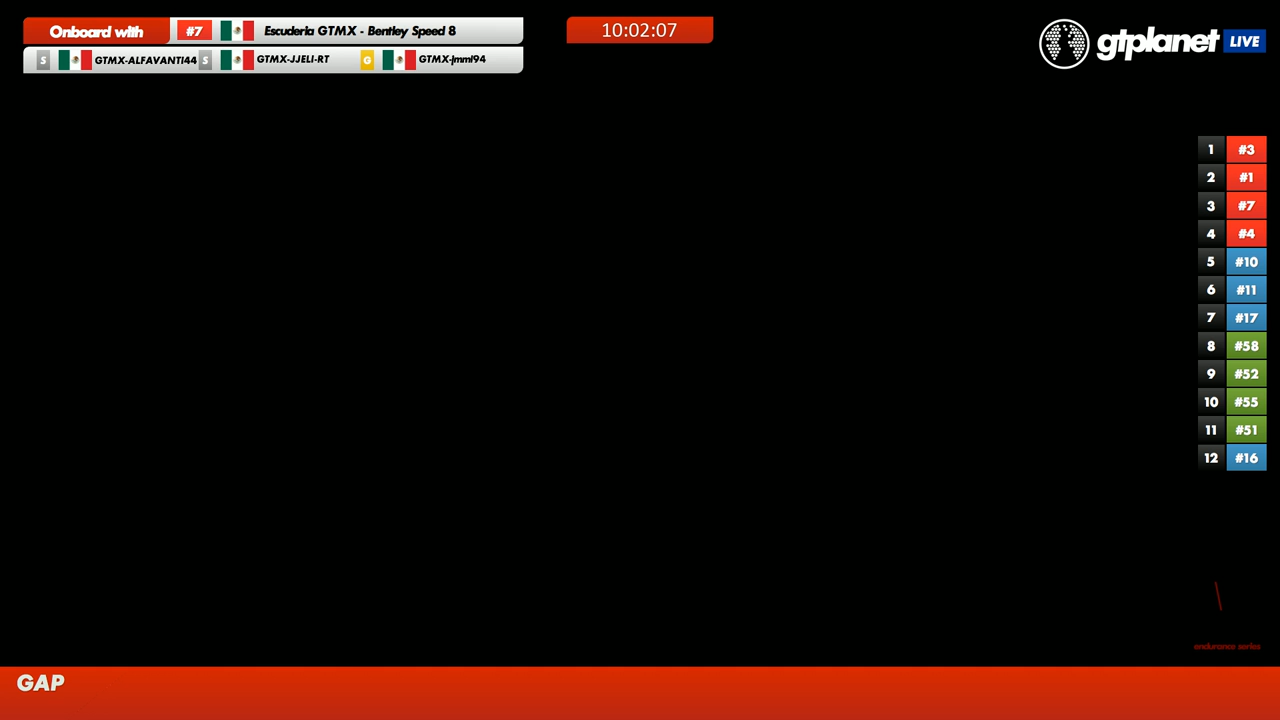 Onboard with #7 Escuderia GTMX - Bentley Speed 8
S GTMX-ALFAVANTI44 S GTMX-JJELI-RT G GTMX-Jmml94
10:02:07
gtplanet LIVE
1 #3
2 #1
3 #7
4 #4
5 #10
6 #11
7 #17
8 #58
9 #52
10 #55
11 #51
12 #16
endurance series
GAP